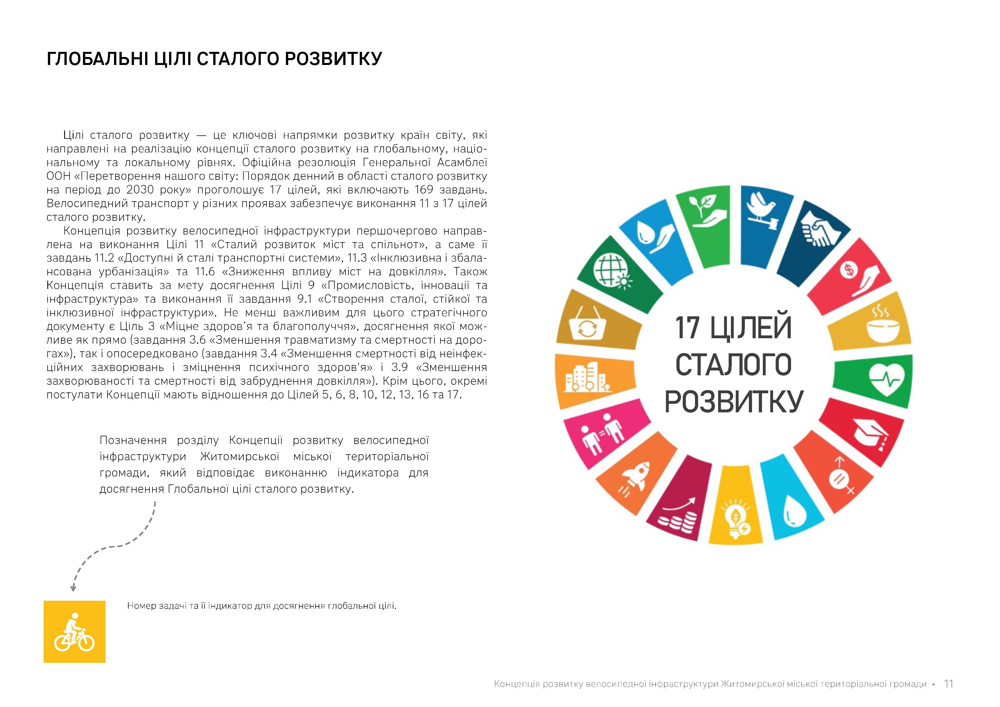 ГЛОБАЛЬНІ ЦІЛІ СТАЛОГО РОЗВИТКУ
Цілі сталого розвитку — це ключові напрямки розвитку країн світу, які
направлені на реалізацію концепції сталого розвитку на глобальному, націо-
нальному та локальному рівнях. Офіційна резолюція Генеральної Асамблеї
ООН «Перетворення нашого світу: Порядок денний в області сталого розвитку
на період до 2030 року» проголошує 17 цілей, які включають 169 завдань.
Велосипедний транспорт у різних проявах забезпечує виконання 11 з 17 цілей
сталого розвитку.
Концепція розвитку велосипедної інфраструктури першочергово направ-
лена на виконання Цілі 11 «Сталий розвиток міст та спільнот», а саме її
завдань 11.2 «Доступні й сталі транспортні системи», 11.3 «Інклюзивна і збала-
нсована урбанізація» та 11.6 «Зниження впливу міст на довкілля». Також
Концепція ставить за мету досягнення Цілі 9 «Промисловість, інновації та
інфраструктура» та виконання її завдання 9.1 «Створення сталої, стійкої та
інклюзивної інфраструктури». Не менш важливим для цього стратегічного
документу є Ціль 3 «Міцне здоров’я та благополуччя», досягнення якої мож-
ливе як прямо (завдання 3.6 «Зменшення травматизму та смертності на доро-
гах»), так і опосередковано (завдання 3.4 «Зменшення смертності від неінфек-
ційних захворювань і зміцнення психічного здоров'я» і 3.9 «Зменшення
захворюваності та смертності від забруднення довкілля»). Крім цього, окремі
постулати Концепції мають відношення до Цілей 5, 6, 8, 10, 12, 13, 16 та 17.
Позначення розділу Концепції розвитку велосипедної
інфраструктури Житомирської міської територіальної
громади, який відповідає виконанню індикатора для
досягнення Глобальної цілі сталого розвитку.
Номер задачі та її індикатор для досягнення глобальної цілі.
17 ЦІЛЕЙ
СТАЛОГО
РОЗВИТКУ
$
Концепція розвитку велосипедної інфраструктури Житомирської міської територіальної громади • 11